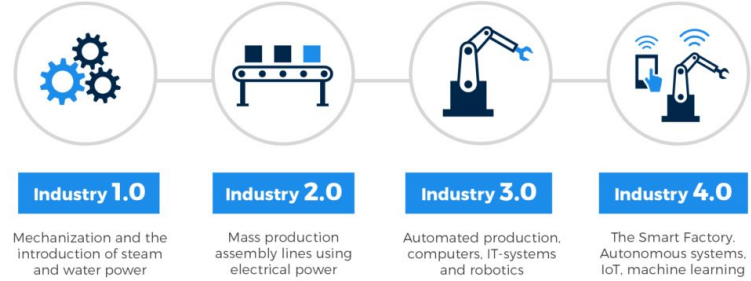 Industry 1.0
Mechanization and the
introduction of steam
and water power
Industry 2.0
Mass production
assembly lines using
electrical power
Industry 3.0
Automated production,
computers, IT-systems
and robotics
Industry 4.0
The Smart Factory.
Autonomous systems,
IoT, machine learning